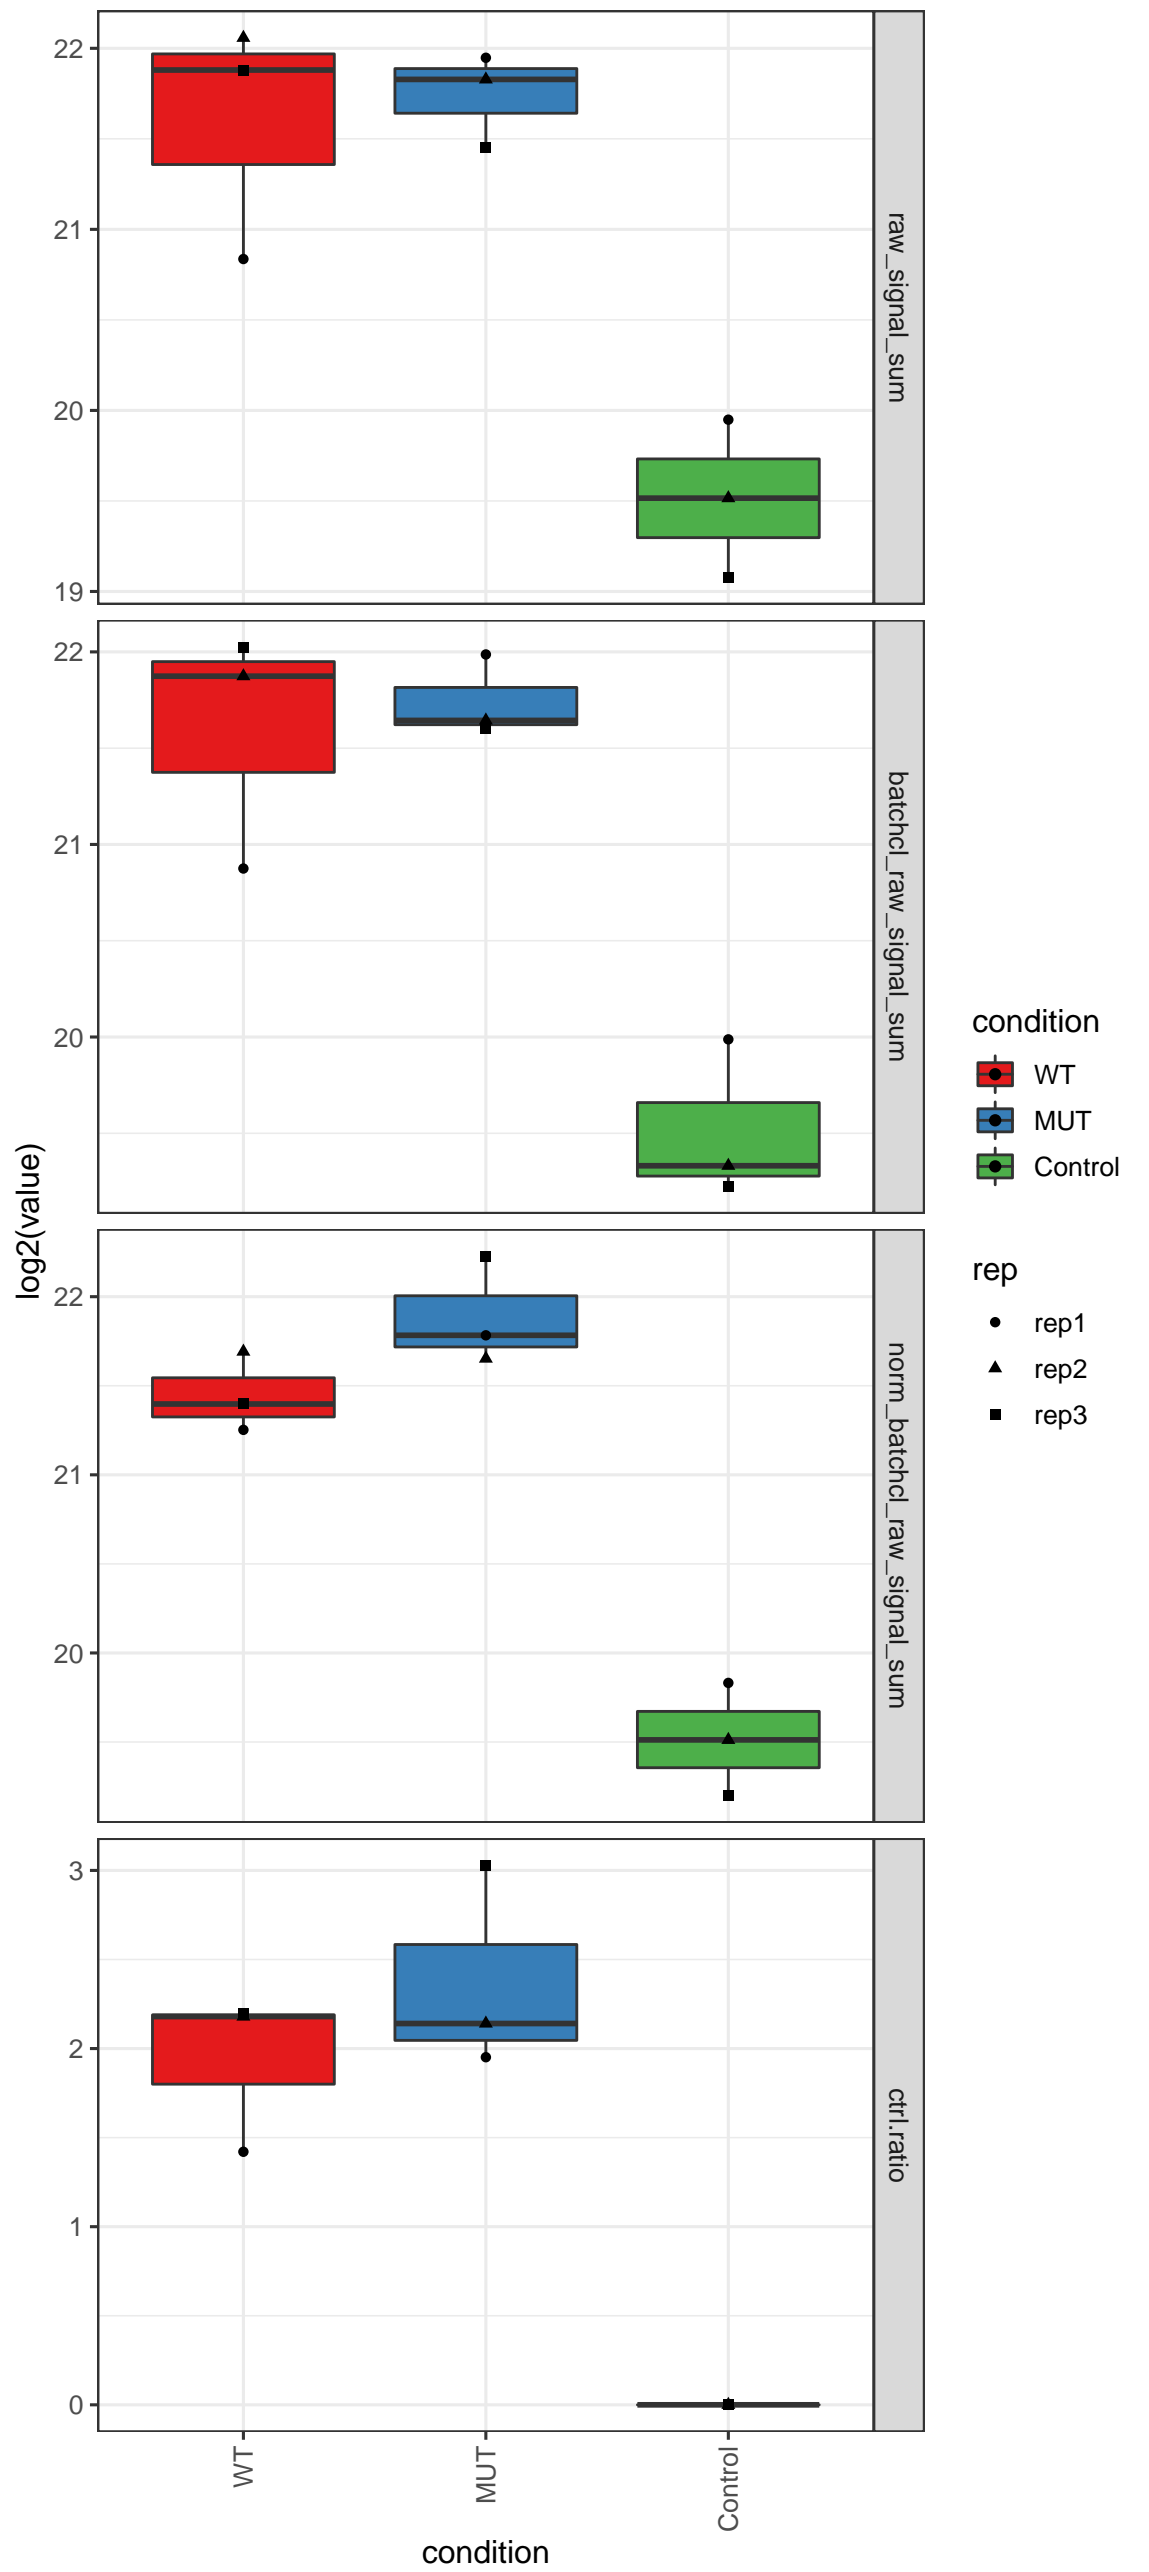 log2(value)
22
21
20
19
raw_signal_sum
22
21
20
batchcl_raw_signal_sum
22
21
20
norm_batchcl_raw_signal_sum
3
2
1
0
ctrl.ratio
WT
MUT
Control
condition
condition
WT
MUT
Control
rep
rep1
rep2
rep3